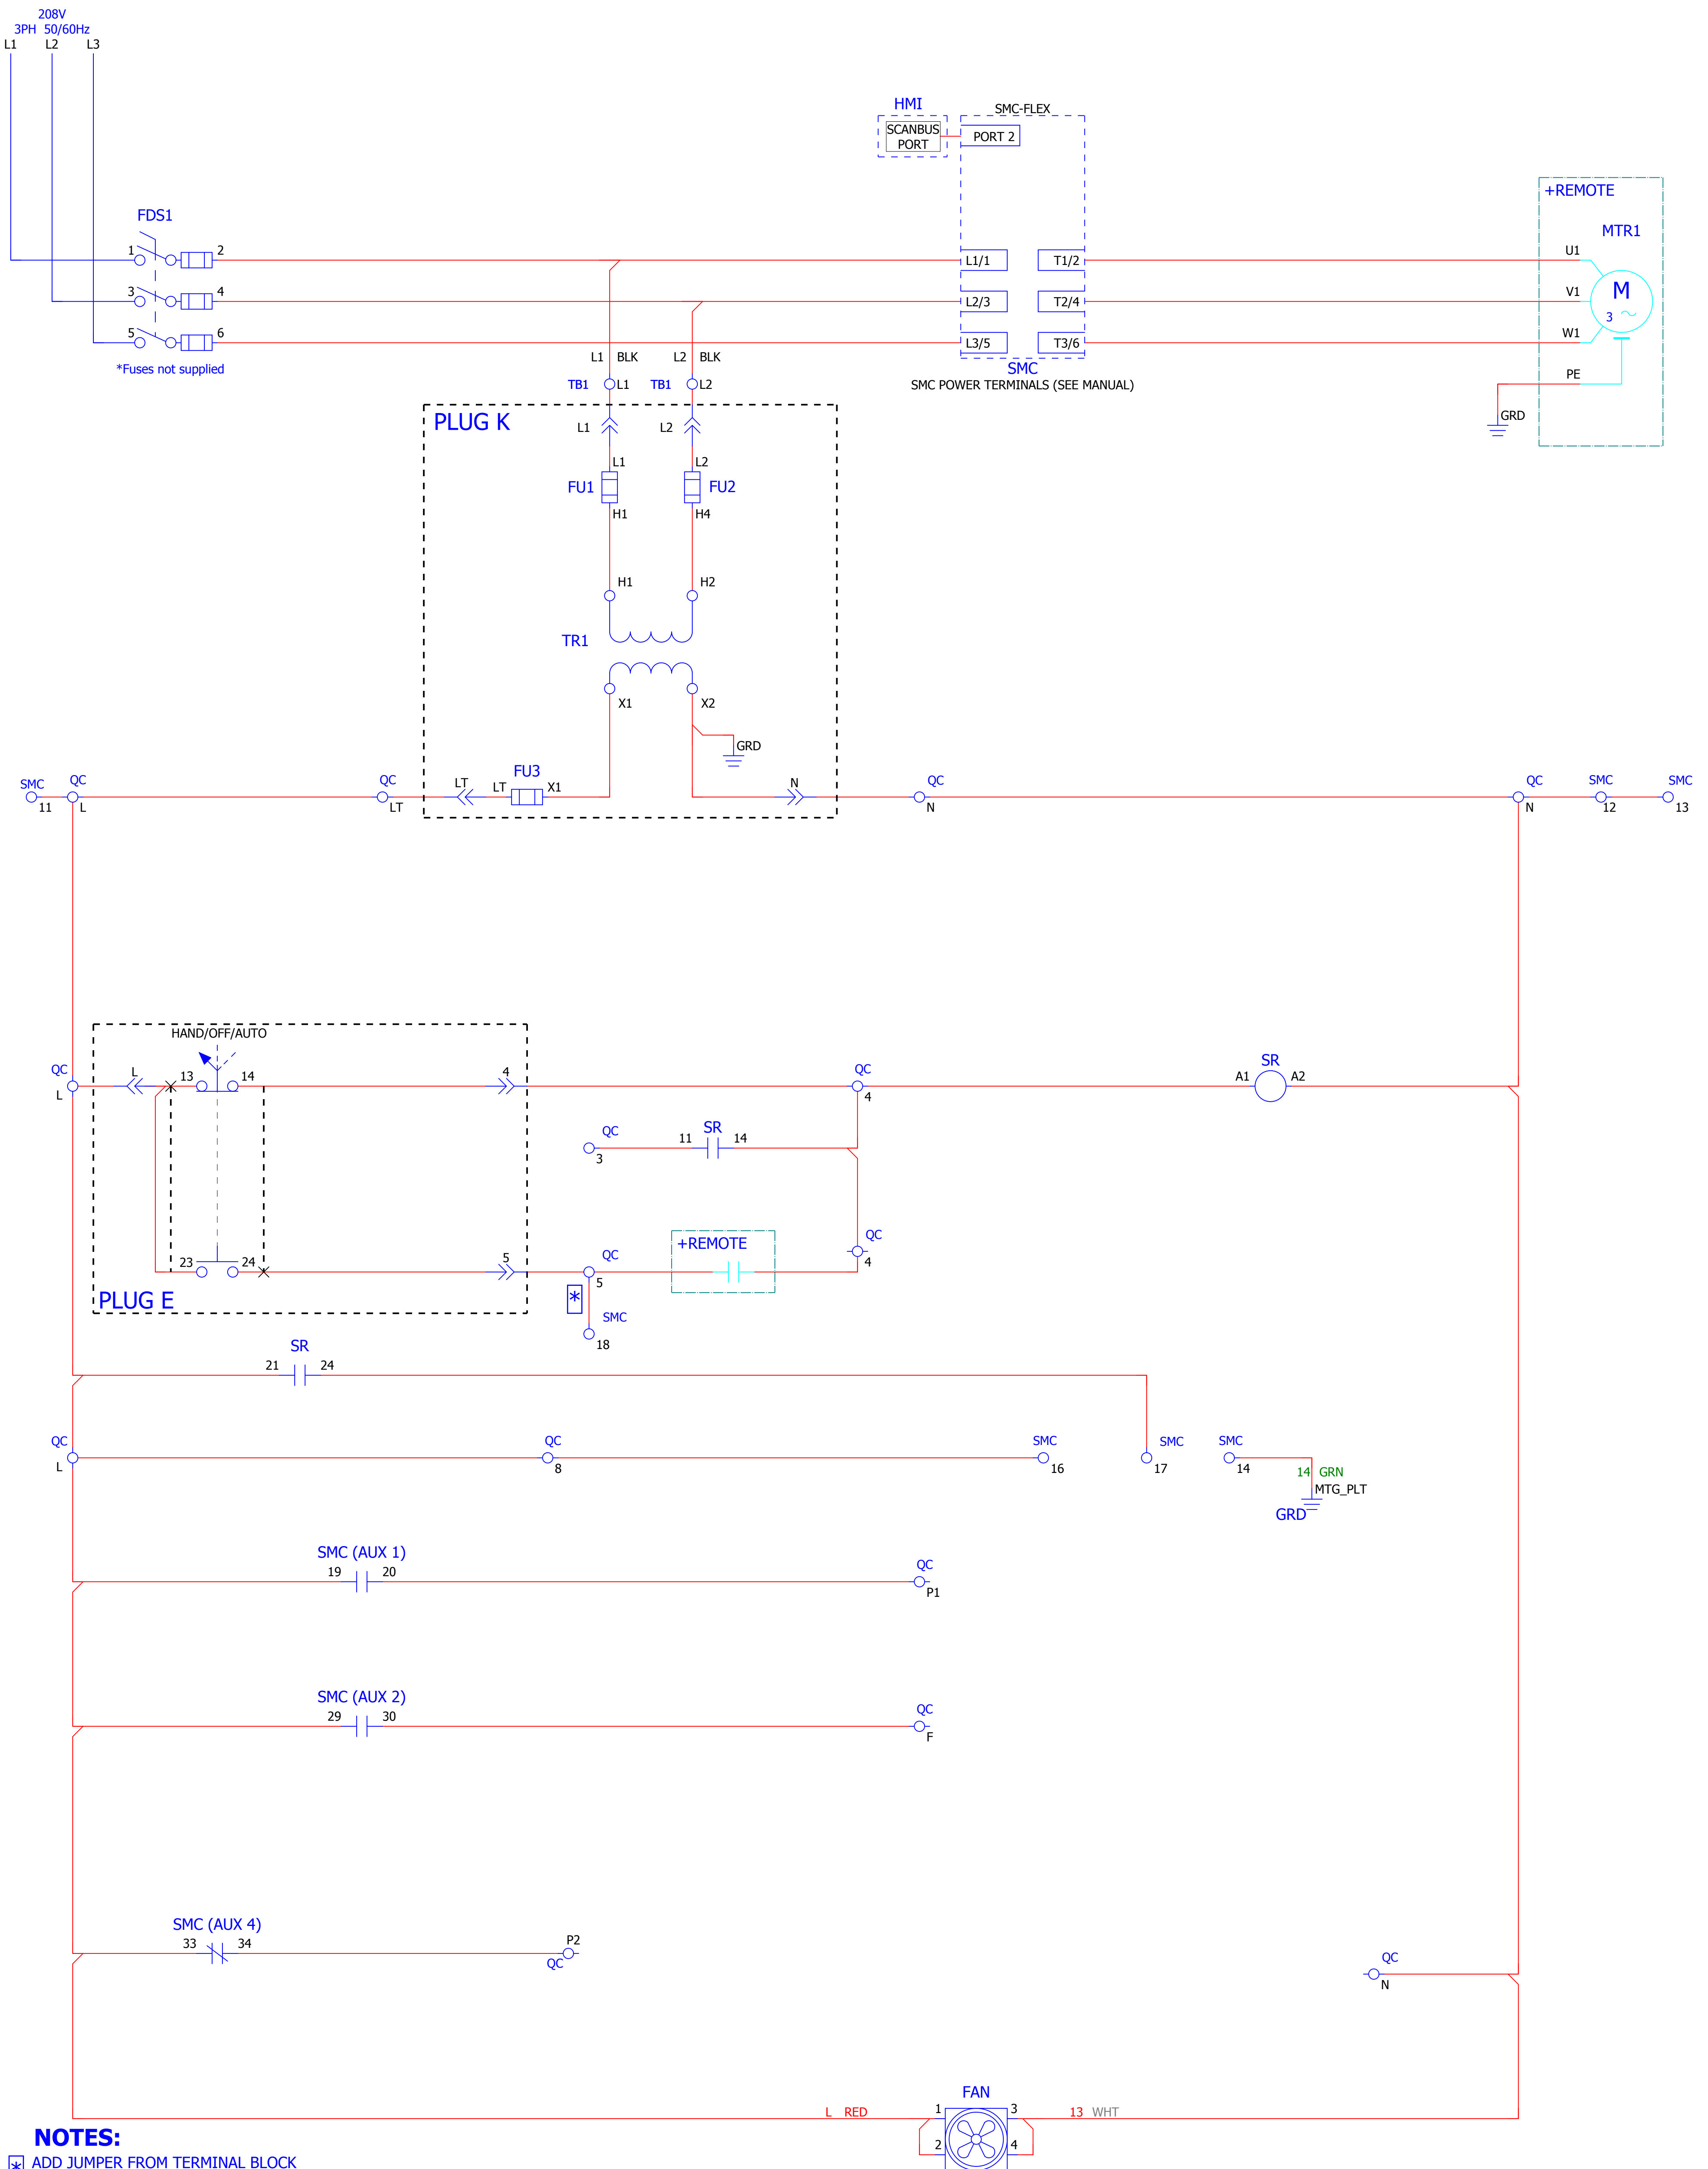 208V
3PH 50/60Hz
L1 L2 L3
HMI
SCANBUS
PORT
SMC-FLEX
PORT 2
+REMOTE
MTR1
FDS1
1 2
L1/1 T1/2
U1
3 4
L2/3 T2/4
V1
M
3
5 6
L3/5 T3/6
W1
*Fuses not supplied
L1 BLK L2 BLK
SMC
SMC POWER TERMINALS (SEE MANUAL)
PE
GRD
TB1 L1 TB1 L2
PLUG K
L1 L2
L1 L2
FU1 FU2
H1 H4
H1 H2
TR1
X1 X2
GRD
SMC
11
QC
L
QC
LT
LT
LT
FU3
X1
N
QC
N
QC
N
SMC
12
SMC
13
HAND/OFF/AUTO
QC
L
L
13 14
4
QC
4
SR
A1 A2
QC
3
SR
11 14
23 24
5
QC
5
+REMOTE
QC
4
PLUG E
*
SMC
18
SR
21 24
QC
L
QC
8
SMC
16
SMC
17
SMC
14
14 GRN
MTG_PLT
GRD
SMC (AUX 1)
19 20
QC
P1
SMC (AUX 2)
29 30
QC
F
SMC (AUX 4)
33 34
P2
QC
QC
N
FAN
L RED
1 3
13 WHT
2 4
NOTES:
* ADD JUMPER FROM TERMINAL BLOCK